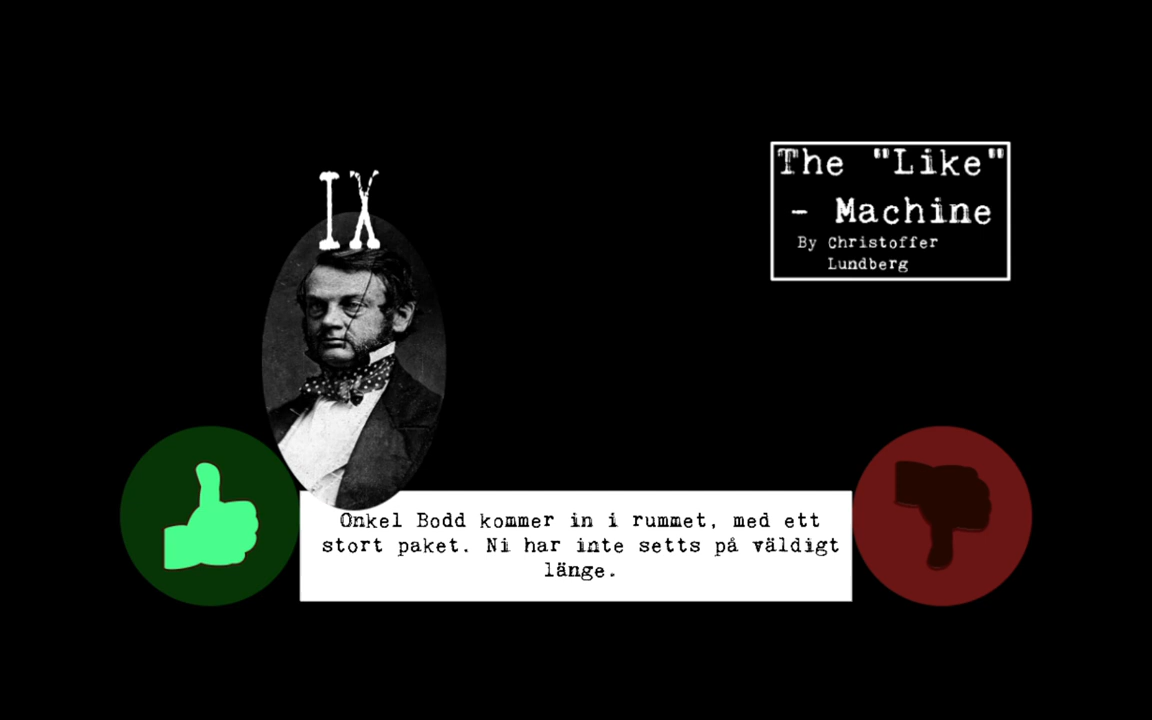 IX
The "Like"
- Machine
By Christoffer
Lundberg
Onkel Bodd kommer in i rummet, med ett
stort paket. Ni har inte setts på väldigt
länge.